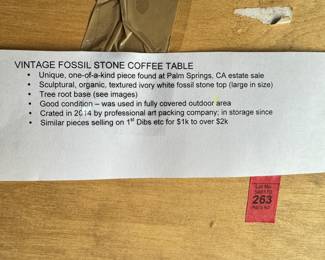 VINTAGE FOSSIL STONE COFFEE TABLE
• Unique, one-of-a-kind piece found at Palm Springs, CA estate sale
• Sculptural, organic, textured ivory white fossil stone top (large in size)
• Tree root base (see images)
• Good condition – was used in fully covered outdoor area
• Crated in 2014 by professional art packing company; in storage since
• Similar pieces selling on 1st Dibs etc for $1k to over $2k
Lot No
263